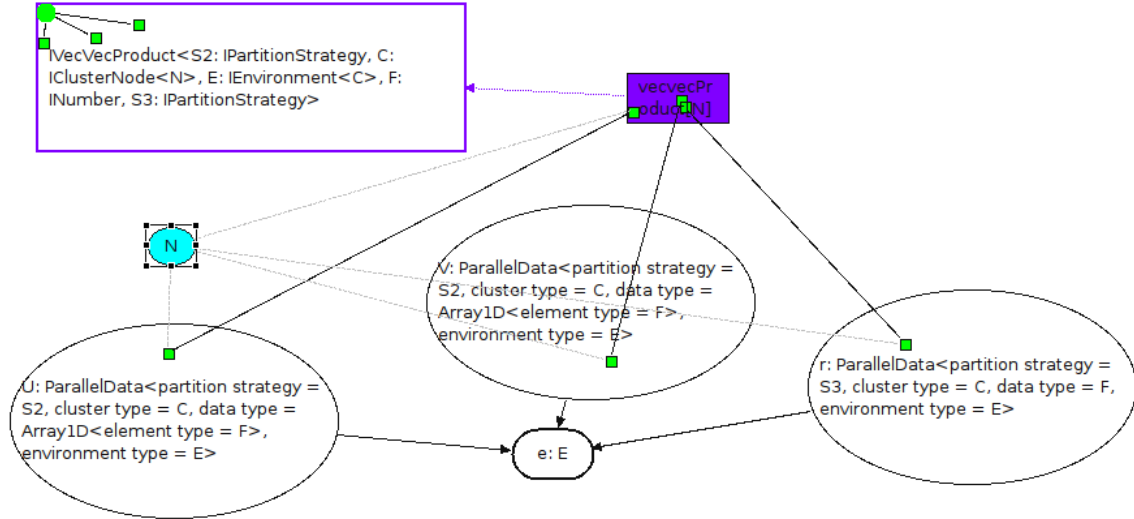 IVecVecProduct<S2: IPartitionStrategy, C:
IClusterNode<N>, E: IEnvironment<C>, F:
INumber, S3: IPartitionStrategy>
vecvecPr
oduct[N]
N
V: ParallelData<partition strategy =
S2, cluster type = C, data type =
Array1D<element type = F>,
environment type = E>
U: ParallelData<partition strategy =
S2, cluster type = C, data type =
Array1D<element type = F>,
environment type = E>
r: ParallelData<partition strategy =
S3, cluster type = C, data type = F,
environment type = E>
e: E